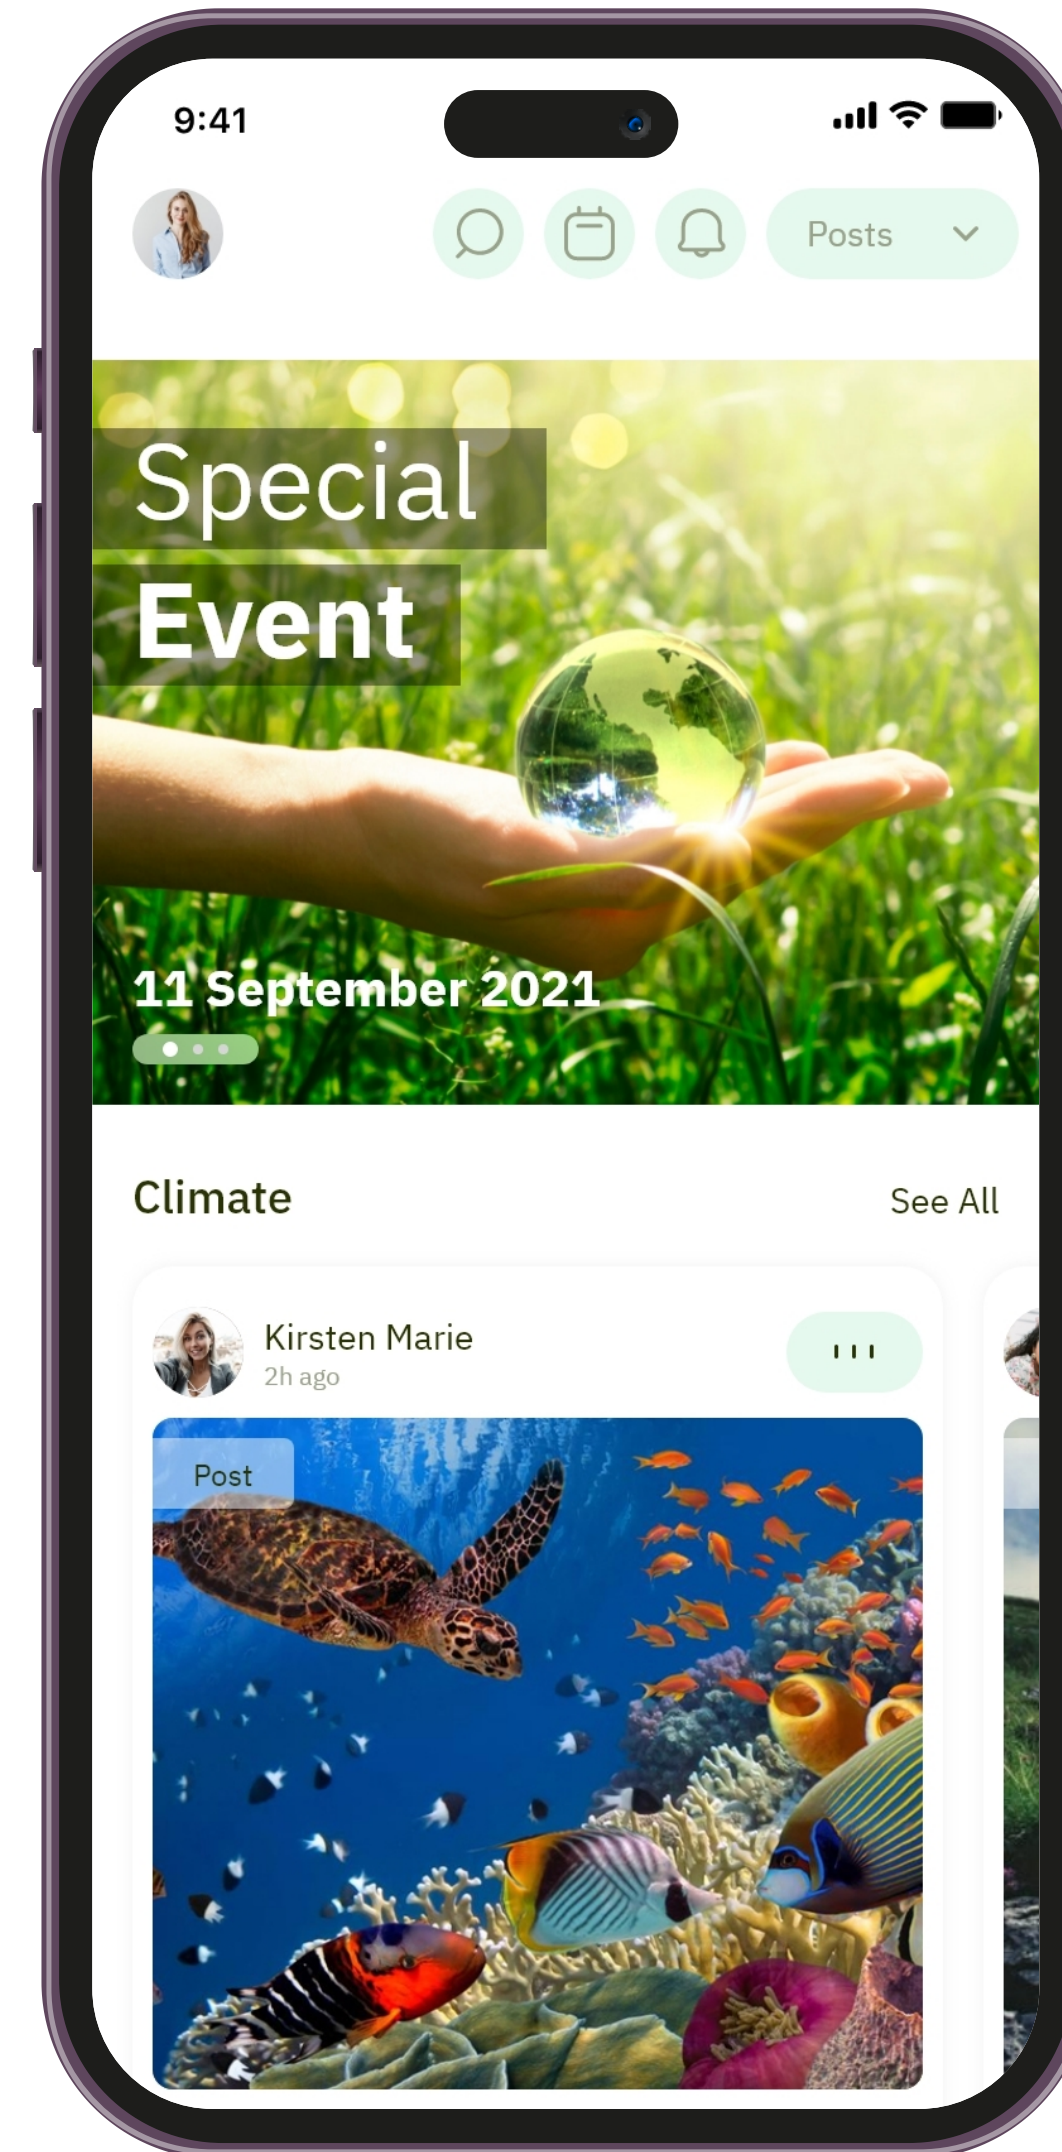 9:41
Posts
Special
Event
11 September 2021
Climate
See All
Kirsten Marie
2h ago
Post